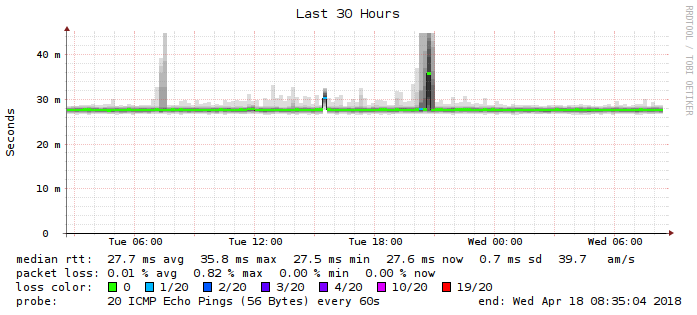 Last 30 Hours
RRDTOOL / TOBI OETIKER
Seconds
40 m
30 m
20 m
10 m
0
Tue 06:00 Tue 12:00 Tue 18:00 Wed 00:00 Wed 06:00
median rtt: 27.7 ms avg 35.8 ms max 27.5 ms min 27.6 ms now 0.7 ms sd 39.7 am/s
packet loss: 0.01 % avg 0.82 % max 0.00 % min 0.00 % now
loss color: 0 1/20 2/20 3/20 4/20 10/20 19/20
probe: 20 ICMP Echo Pings (56 Bytes) every 60s end: Wed Apr 18 08:35:04 2018